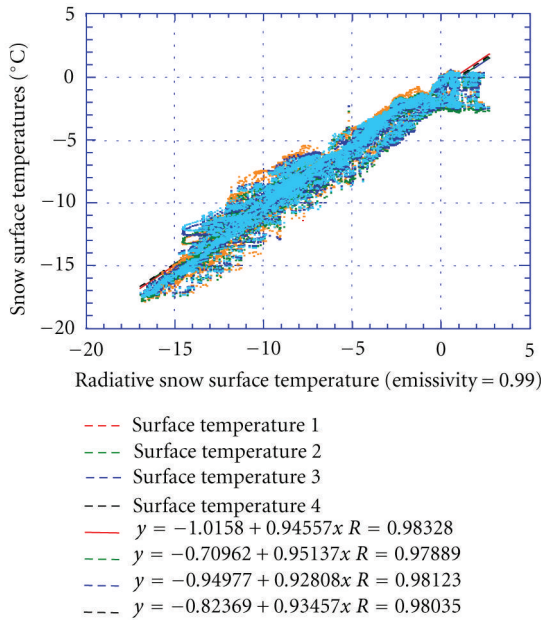 5
0
−5
−10
−15
−20
Snow surface temperatures (°C)
−20 −15 −10 −5 0 5
Radiative snow surface temperature (emissivity = 0.99)
Surface temperature 1
Surface temperature 2
Surface temperature 3
Surface temperature 4
y = −1.0158 + 0.94557x R = 0.98328
y = −0.70962 + 0.95137x R = 0.97889
y = −0.94977 + 0.92808x R = 0.98123
y = −0.82369 + 0.93457x R = 0.98035